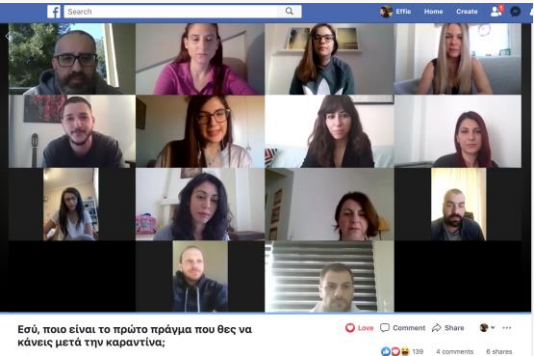 f Search
Effie Home Create 1
Εσύ, ποιο είναι το πρώτο πράγμα που θες να
κάνεις μετά την καραντίνα;
Love Comment Share
139 4 comments 6 shares